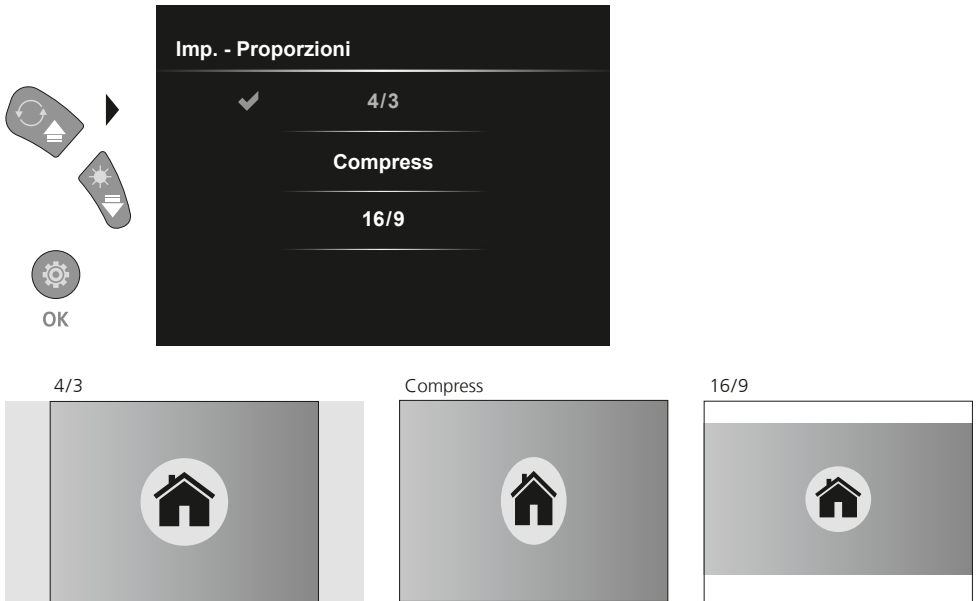 Imp. - Proporzioni
4/3
Compress
16/9
OK
4/3 Compress 16/9